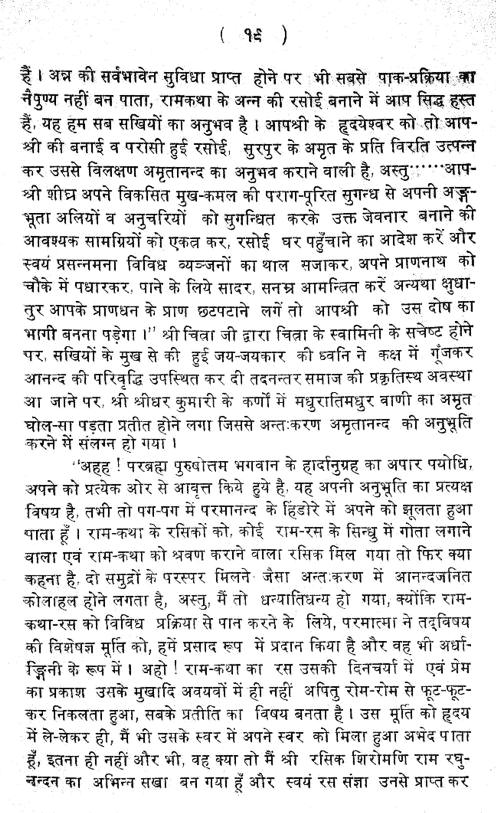 ( १९ )
हैं । अन्न की सर्वभावेन सुविधा प्राप्त होने पर भी सबसे पाक-प्रक्रिया का
नैपुण्य नहीं बन पाता, रामकथा के अन्न की रसोई बनाने में आप सिद्ध हस्त
हैं, यह हम सब सखियों का अनुभव है । आपश्री के हृदयेश्वर को तो आप-
श्री की बनाई व परोसी हुई रसोई, सुरपुर के अमृत के प्रति विरति उत्पन्न
कर उससे विलक्षण अमृतानन्द का अनुभव कराने वाली है, अस्तु······आप-
श्री शीघ्र अपने विकसित मुख-कमल की पराग-पूरित सुगन्ध से अपनी अङ्ग-
भूता अलियों व अनुचरियों को सुगन्धित करके उक्त जेवनार बनाने की
आवश्यक सामग्रियों को एकत्र कर, रसोई घर पहुँचाने का आदेश करें और
स्वयं प्रसन्नमना विविध व्यञ्जनों का थाल सजाकर, अपने प्राणनाथ को
चौके में पधारकर, पाने के लिये सादर, सनम्र आमन्त्रित करें अन्यथा क्षुधा-
तुर आपके प्राणधन के प्राण छटपटाने लगें तो आपश्री को उस दोष का
भागी बनना पड़ेगा ।" श्री चित्रा जी द्वारा चित्रा के स्वामिनी के सचेष्ट होने
पर, सखियों के मुख से की हुई जय-जयकार की ध्वनि ने कक्ष में गूँजकर
आनन्द की परिवृद्धि उपस्थित कर दी तदनन्तर समाज की प्रकृतिस्थ अवस्था
आ जाने पर, श्री श्रीधर कुमारी के कर्णों में मधुरातिमधुर वाणी का अमृत
घोल-सा पड़ता प्रतीत होने लगा जिससे अन्तःकरण अमृतानन्द की अनुभूति
करने में संलग्न हो गया ।
"अहह ! परब्रह्म पुरुषोतम भगवान के हार्दानुग्रह का अपार पयोधि,
अपने को प्रत्येक ओर से आवृत्त किये हुये है, यह अपनी अनुभूति का प्रत्यक्ष
विषय है, तभी तो पग-पग में परमानन्द के हिंडोरे में अपने को झूलता हुआ
पाता हूँ । राम-कथा के रसिकों को, कोई राम-रस के सिन्धु में गोता लगाने
वाला एवं राम-कथा को श्रवण कराने वाला रसिक मिल गया तो फिर क्या
कहना है, दो समुद्रों के परस्पर मिलने जैसा अन्तःकरण में आनन्दजनित
कोलाहल होने लगता है, अस्तु, मैं तो धन्यातिधन्य हो गया, क्योंकि राम-
कथा-रस को विविध प्रक्रिया से पान करने के लिये, परमात्मा ने तद्विषय
की विशेषज्ञ मूर्ति को, हमें प्रसाद रूप में प्रदान किया है और वह भी अर्धा-
ङ्गिनी के रूप में । अहो ! राम-कथा का रस उसकी दिनचर्या में एवं प्रेम
का प्रकाश उसके मुखादि अवयवों में ही नहीं अपितु रोम-रोम से फूट-फूट-
कर निकलता हुआ, सबके प्रतीति का विषय बनता है । उस मूर्ति को हृदय
में ले-लेकर ही, मैं भी उसके स्वर में अपने स्वर को मिला हुआ अभेद पाता
हूँ, इतना ही नहीं और भी, वह क्या तो मैं श्री रसिक शिरोमणि राम रघु-
नन्दन का अभिन्न सखा बन गया हूँ और स्वयं रस संज्ञा उनसे प्राप्त कर